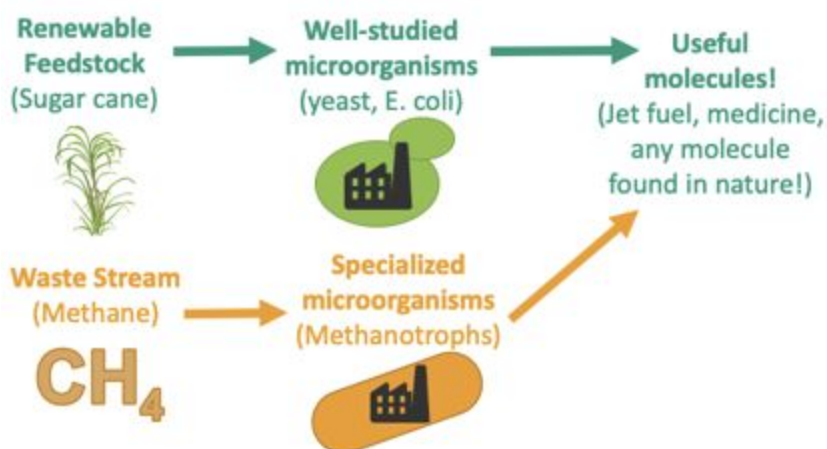 Renewable
Feedstock
(Sugar cane)
Well-studied
microorganisms
(yeast, E. coli)
Useful
molecules!
(Jet fuel, medicine,
any molecule
found in nature!)
Waste Stream
(Methane)
CH4
Specialized
microorganisms
(Methanotrophs)